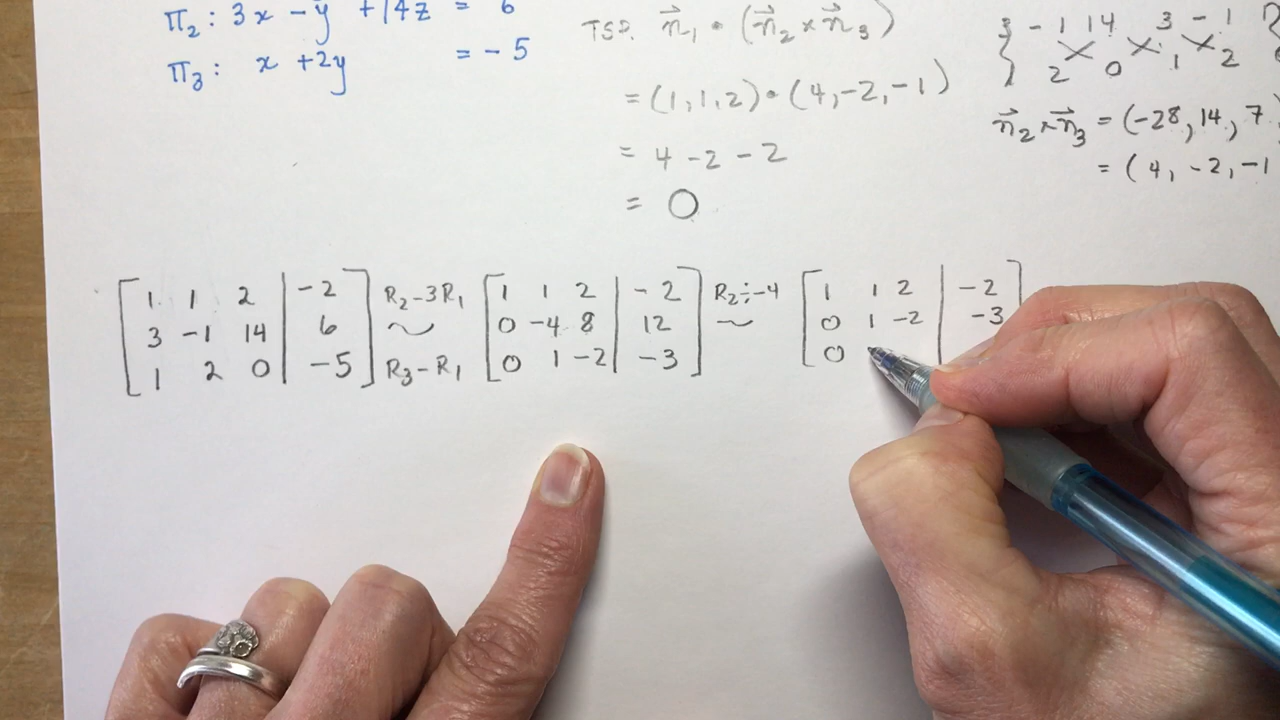 π₂: 3x - y + 14z = 6
π₃: x + 2y = -5
TSP. n⃗₁ • (n⃗₂ × n⃗₃)
= (1, 1, 2) • (4, -2, -1)
= 4 - 2 - 2
= 0
-1 14 3 -1
2 0 1 2
n⃗₂ × n⃗₃ = (-28, 14, 7
= (4, -2, -1
[1 1 2 | -2] R₂-3R₁ [1 1 2 | -2] R₂÷-4 [1 1 2 | -2]
[3 -1 14 | 6] ~ [0 -4 8 | 12] ~ [0 1 -2 | -3
[1 2 0 | -5] R₃-R₁ [0 1 -2 | -3] [0